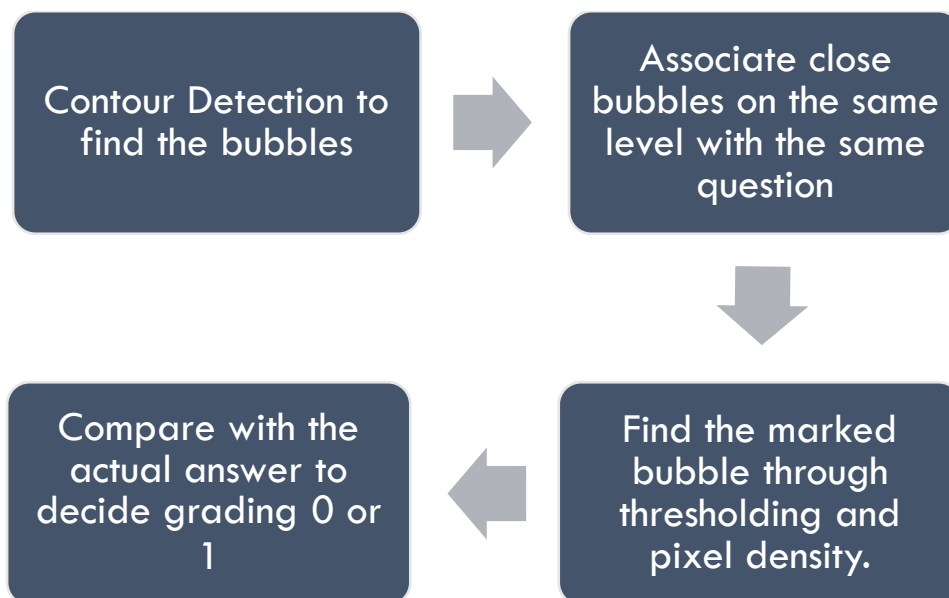 Contour Detection to
find the bubbles
Associate close
bubbles on the same
level with the same
question
Find the marked
bubble through
thresholding and
pixel density.
Compare with the
actual answer to
decide grading 0 or
1